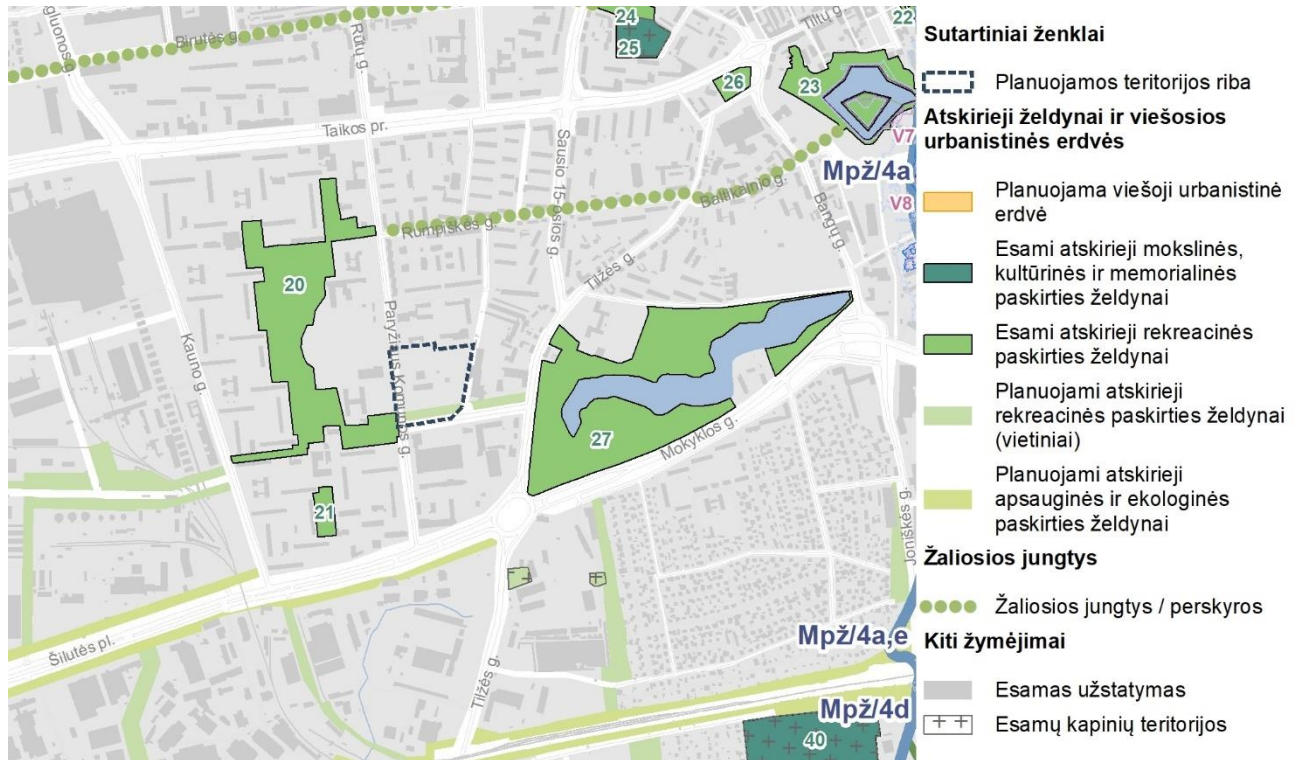 gluonos g.
Birutės g.
Rūtų g.
24
25
Tiltų g.
22
26
23
Taikos pr.
Sausio 15-osios g.
V7
Mpž/4a
V8
Baltikalnio g.
Rumpiškės g.
Bangų g.
Tilžės g.
20
Kauno g.
Paryžiaus Komunos g.
27
Mokyklos g.
21
Joniškės g.
Šilutės pl.
Tilžės g.
Mpž/4a,e
Mpž/4d
40
Sutartiniai ženklai
Planuojamos teritorijos riba
Atskirieji želdynai ir viešosios
urbanistinės erdvės
Planuojama viešoji urbanistinė
erdvė
Esami atskirieji mokslinės,
kultūrinės ir memorialinės
paskirties želdynai
Esami atskirieji rekreacinės
paskirties želdynai
Planuojami atskirieji
rekreacinės paskirties želdynai
(vietiniai)
Planuojami atskirieji
apsauginės ir ekologinės
paskirties želdynai
Žaliosios jungtys
Žaliosios jungtys / perskyros
Kiti žymėjimai
Esamas užstatymas
Esamų kapinių teritorijos